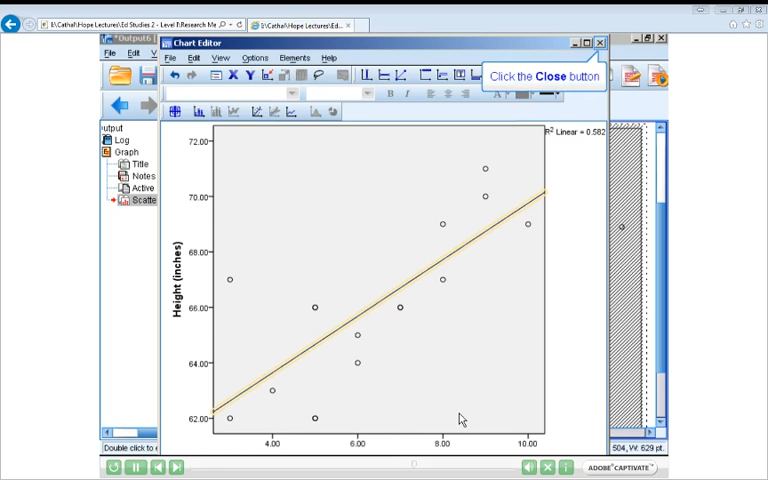 I:\Cathal\Hope Lectures\Ed Studies 2 - Level I\Research Me
I:\Cathal\Hope Lectures\Ed...
*Output6
Chart Editor
File Edit V
File Edit View Options Elements Help
Click the Close button
X Y
B I
A
utput
Log
Graph
Title
Notes
Active
Scatte
R² Linear = 0.582
72.00
70.00
68.00
66.00
64.00
62.00
Height (inches)
4.00 6.00 8.00 10.00
Double click to
504, W: 629 pt.
ADOBE® CAPTIVATE™